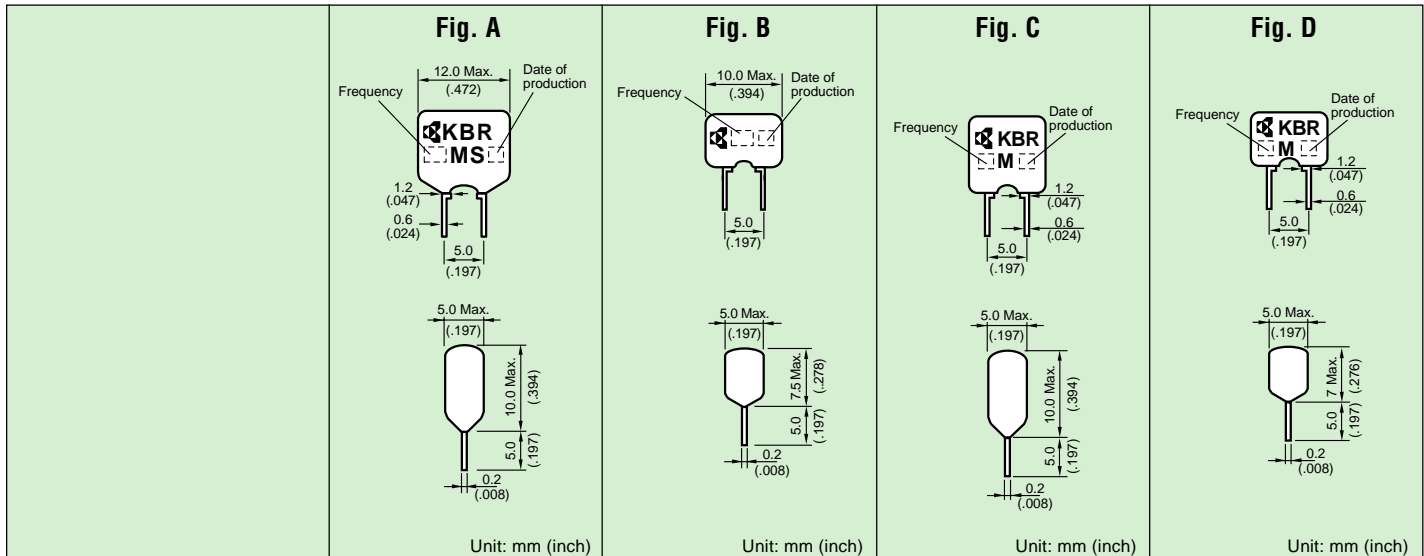 Fig. A
12.0 Max.
(.472)
Date of
production
Frequency
KBR
MS
1.2
(.047)
0.6
(.024)
5.0
(.197)
5.0 Max.
(.197)
10.0 Max.
(.394)
5.0
(.197)
0.2
(.008)
Unit: mm (inch)
Fig. B
10.0 Max.
(.394)
Date of
production
Frequency
5.0
(.197)
5.0 Max.
(.197)
7.5 Max.
(.278)
5.0
(.197)
0.2
(.008)
Unit: mm (inch)
Fig. C
Date of
production
Frequency
KBR
M
1.2
(.047)
0.6
(.024)
5.0
(.197)
5.0 Max.
(.197)
10.0 Max.
(.394)
5.0
(.197)
0.2
(.008)
Unit: mm (inch)
Fig. D
Date of
production
Frequency
KBR
M
1.2
(.047)
0.6
(.024)
5.0
(.197)
5.0 Max.
(.197)
7 Max.
(.276)
5.0
(.197)
0.2
(.008)
Unit: mm (inch)